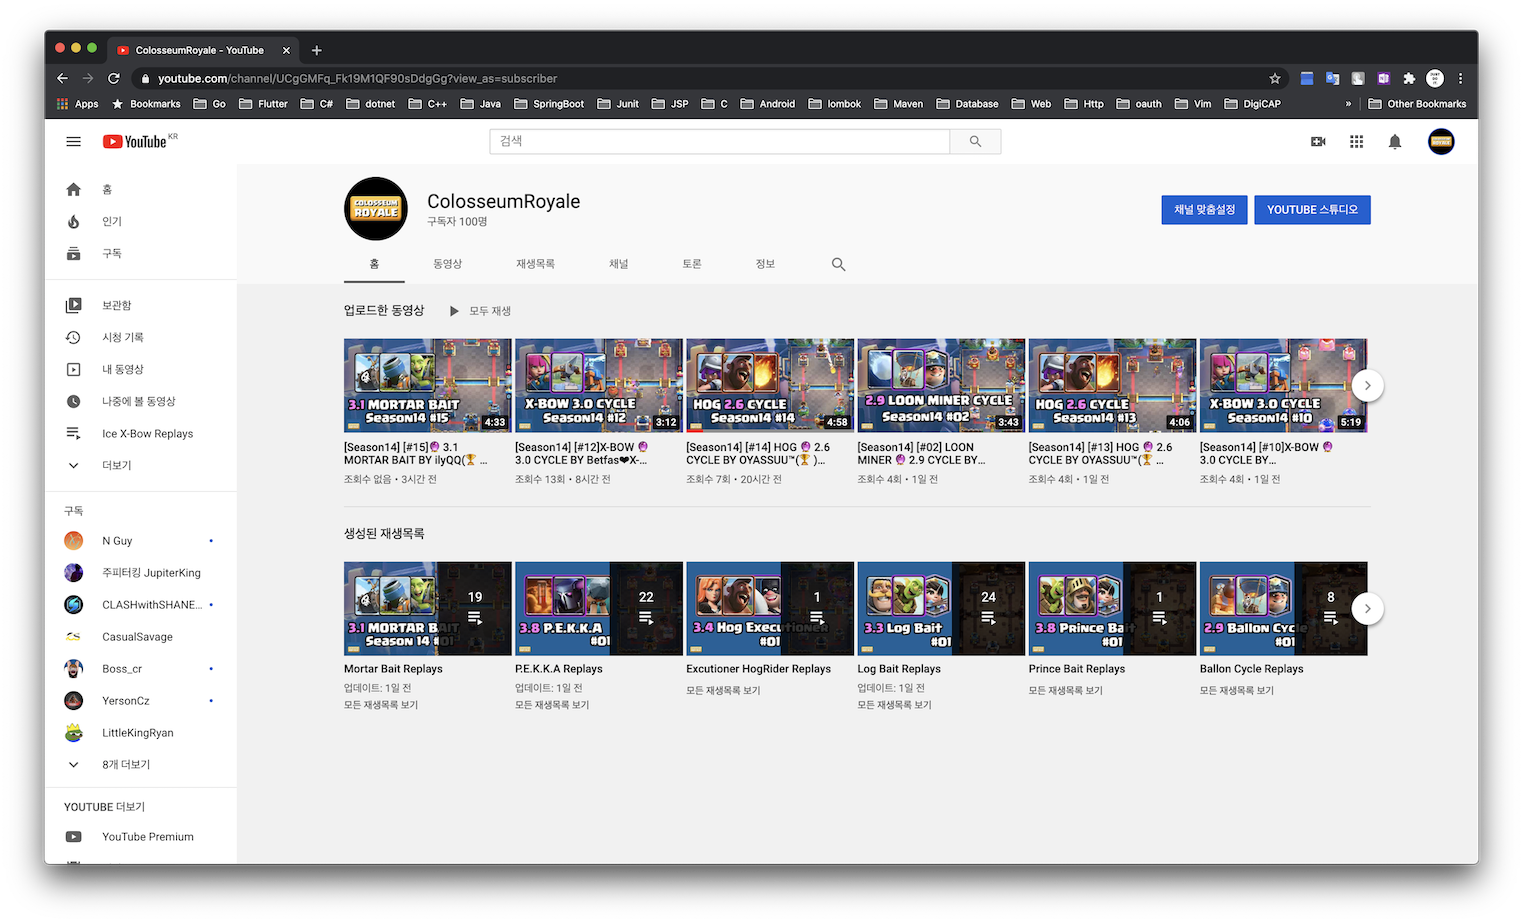 ColosseumRoyale - YouTube
youtube.com/channel/UCgGMFq_Fk19M1QF90sDdgGg?view_as=subscriber
Apps Bookmarks Go Flutter C# dotnet C++ Java SpringBoot Junit JSP C Android lombok Maven Database Web Http oauth Vim DigiCAP » Other Bookmarks
YouTube KR
검색
홈
인기
구독
보관함
시청 기록
내 동영상
나중에 볼 동영상
Ice X-Bow Replays
더보기
구독
N Guy
주피터킹 JupiterKing
CLASHwithSHANE...
CasualSavage
Boss_cr
YersonCz
LittleKingRyan
8개 더보기
YOUTUBE 더보기
YouTube Premium
COLOSSEUM
ROYALE
ColosseumRoyale
구독자 100명
채널 맞춤설정
YOUTUBE 스튜디오
홈 동영상 재생목록 채널 토론 정보
업로드한 동영상 모두 재생
3.1 MORTAR BAIT
Season14 #15
4:33
[Season14] [#15]🔮 3.1
MORTAR BAIT BY ilyQQ(🏆 ...
조회수 없음 • 3시간 전
X-BOW 3.0 CYCLE
Season14 #12
3:12
[Season14] [#12]X-BOW 🔮
3.0 CYCLE BY Betfas❤X-...
조회수 13회 • 8시간 전
HOG 2.6 CYCLE
Season14 #14
4:58
[Season14] [#14] HOG 🔮 2.6
CYCLE BY OYASSUU™(🏆 )...
조회수 7회 • 20시간 전
2.9 LOON MINER CYCLE
Season14 #02
3:43
[Season14] [#02] LOON
MINER 🔮 2.9 CYCLE BY...
조회수 4회 • 1일 전
HOG 2.6 CYCLE
Season14 #13
4:06
[Season14] [#13] HOG 🔮 2.6
CYCLE BY OYASSUU™(🏆 ...
조회수 4회 • 1일 전
X-BOW 3.0 CYCLE
Season14 #10
5:19
[Season14] [#10]X-BOW 🔮
3.0 CYCLE BY...
조회수 4회 • 1일 전
생성된 재생목록
3.1 MORTAR BAIT
Season 14 #01
19
Mortar Bait Replays
업데이트: 1일 전
모든 재생목록 보기
3.8 P.E.K.K.A
#01
22
P.E.K.K.A Replays
업데이트: 1일 전
모든 재생목록 보기
3.4 Hog Executioner
#01
1
Excutioner HogRider Replays
모든 재생목록 보기
3.3 Log Bait
#01
24
Log Bait Replays
업데이트: 1일 전
모든 재생목록 보기
3.8 Prince Bait
#01
1
Prince Bait Replays
모든 재생목록 보기
2.9 Ballon Cycle
#01
8
Ballon Cycle Replays
모든 재생목록 보기